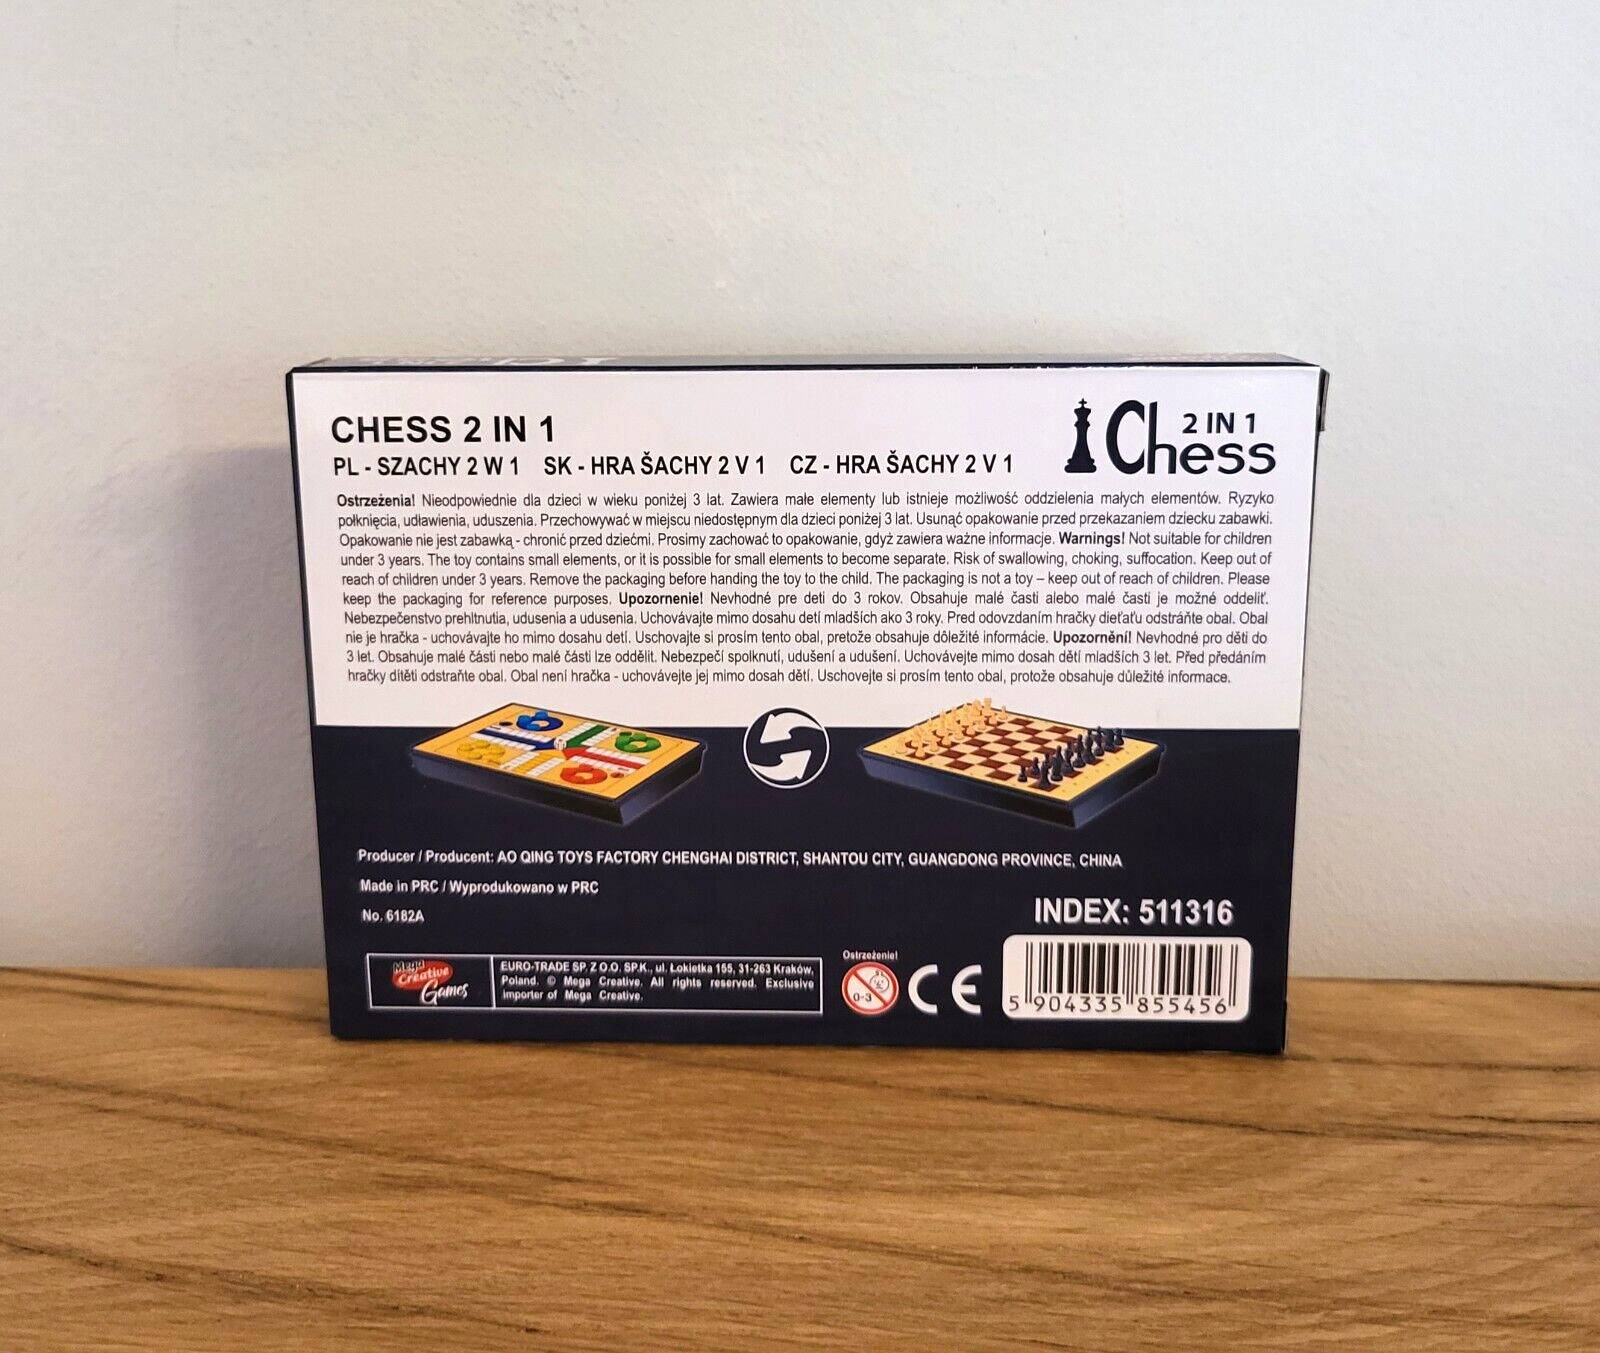 CHESS 2 IN 1
PL - SZACHY 2 W 1 SK - HRA ŠACHY 2 V 1 CZ - HRA ŠACHY 2 V 1
2 IN 1
Chess
Ostrzeżenia! Nieodpowiednie dla dzieci w wieku poniżej 3 lat. Zawiera małe elementy lub istnieje możliwość oddzielenia małych elementów. Ryzyko
połknięcia, udławienia, uduszenia. Przechowywać w miejscu niedostępnym dla dzieci poniżej 3 lat. Usunąć opakowanie przed przekazaniem dziecku zabawki.
Opakowanie nie jest zabawką - chronić przed dziećmi. Prosimy zachować to opakowanie, gdyż zawiera ważne informacje. Warnings! Not suitable for children
under 3 years. The toy contains small elements, or it is possible for small elements to become separate. Risk of swallowing, choking, suffocation. Keep out of
reach of children under 3 years. Remove the packaging before handing the toy to the child. The packaging is not a toy – keep out of reach of children. Please
keep the packaging for reference purposes. Upozornenie! Nevhodné pre deti do 3 rokov. Obsahuje malé časti alebo malé časti je možné oddeliť.
Nebezpečenstvo prehltnutia, udusenia a udusenia. Uchovávajte mimo dosahu detí mladších ako 3 roky. Pred odovzdaním hračky dieťaťu odstráňte obal. Obal
nie je hračka - uchovávajte ho mimo dosahu detí. Uschovajte si prosím tento obal, pretože obsahuje dôležité informácie. Upozornění! Nevhodné pro děti do
3 let. Obsahuje malé části nebo malé části lze oddělit. Nebezpečí spolknutí, udušení a udušení. Uchovávejte mimo dosah dětí mladších 3 let. Před předáním
hračky dítěti odstraňte obal. Obal není hračka - uchovávejte jej mimo dosah dětí. Uschovejte si prosím tento obal, protože obsahuje důležité informace.
Producer / Producent: AO QING TOYS FACTORY CHENGHAI DISTRICT, SHANTOU CITY, GUANGDONG PROVINCE, CHINA
Made in PRC / Wyprodukowano w PRC
No. 6182A
INDEX: 511316
Mega
Creative
Games
EURO-TRADE SP. Z O.O. SP.K., ul. Łokietka 155, 31-263 Kraków,
Poland. © Mega Creative. All rights reserved. Exclusive
importer of Mega Creative.
Ostrzeżenie!
0-3
CE
5 904335 855456